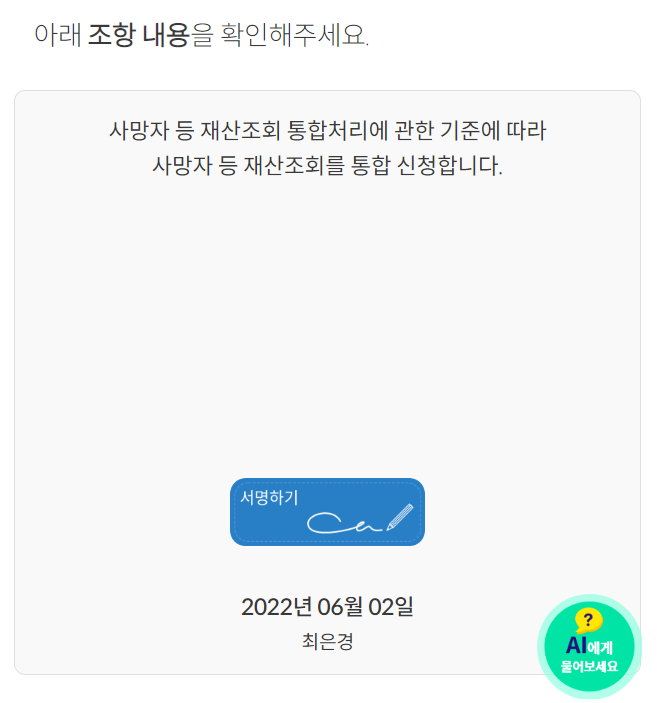 아래 조항 내용을 확인해주세요.
사망자 등 재산조회 통합처리에 관한 기준에 따라
사망자 등 재산조회를 통합 신청합니다.
서명하기
2022년 06월 02일
최은경
?
AI에게
물어보세요